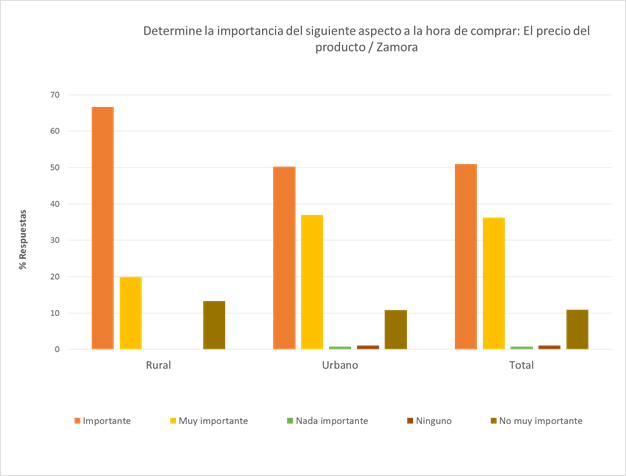 Determine la importancia del siguiente aspecto a la hora de comprar: El precio del
producto / Zamora
% Respuestas
70
60
50
40
30
20
10
0
Rural Urbano Total
Importante Muy importante Nada importante Ninguno No muy importante